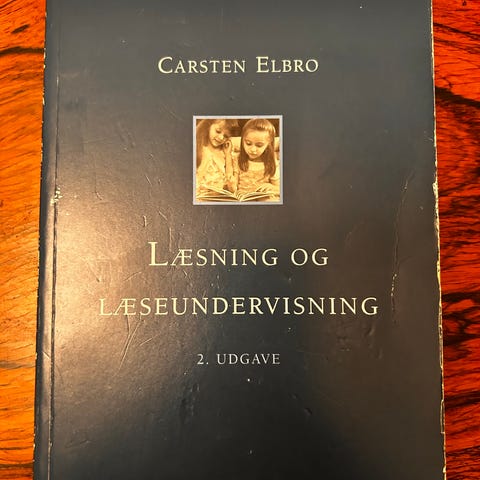 CARSTEN ELBRO
LÆSNING OG
LÆSEUNDERVISNING
2. UDGAVE